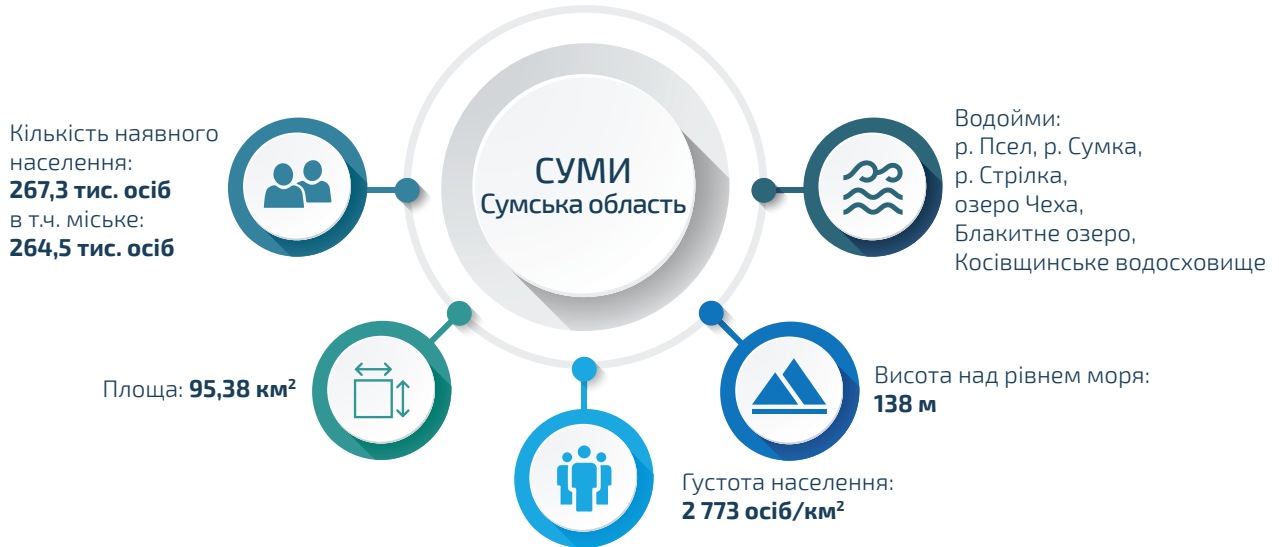 СУМИ
Сумська область
Кількість наявного
населення:
267,3 тис. осіб
в т.ч. міське:
264,5 тис. осіб
Водойми:
р. Псел, р. Сумка,
р. Стрілка,
озеро Чеха,
Блакитне озеро,
Косівщинське водосховище
Площа: 95,38 км²
Висота над рівнем моря:
138 м
Густота населення:
2 773 осіб/км²